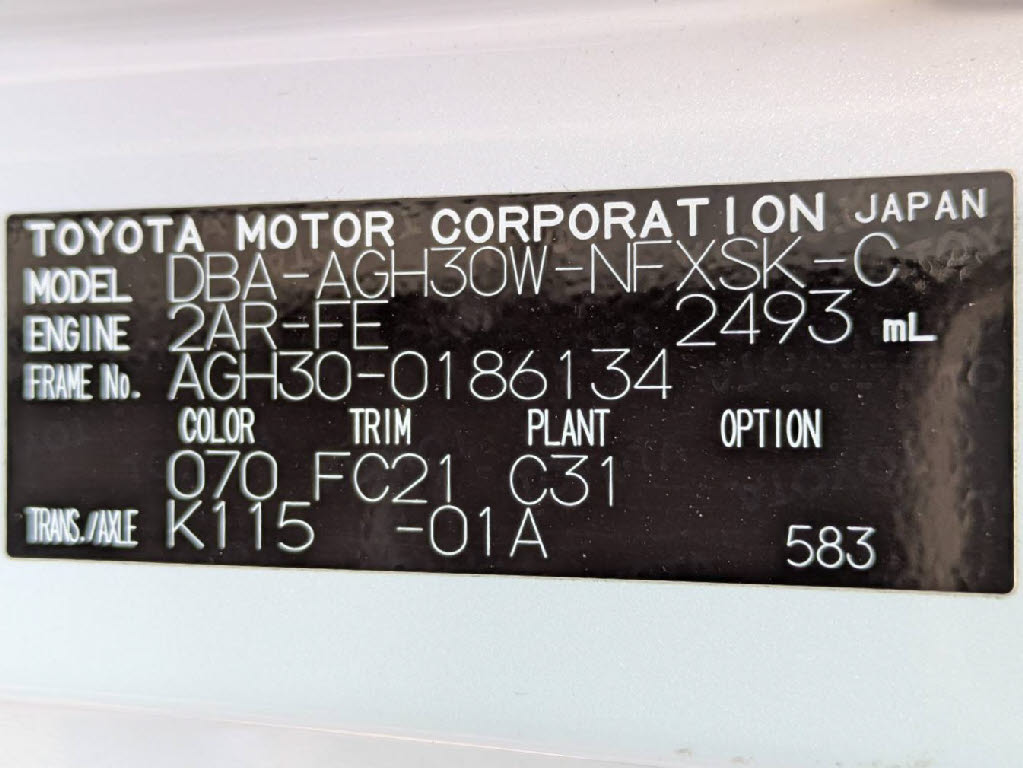 TOYOTA MOTOR CORPORATION JAPAN
MODEL DBA-AGH30W-NFXSK-C
ENGINE 2AR-FE 2493 mL
FRAME No. AGH30-0186134
COLOR TRIM PLANT OPTION
070 FC21 C31
TRANS./AXLE K115 -01A 583